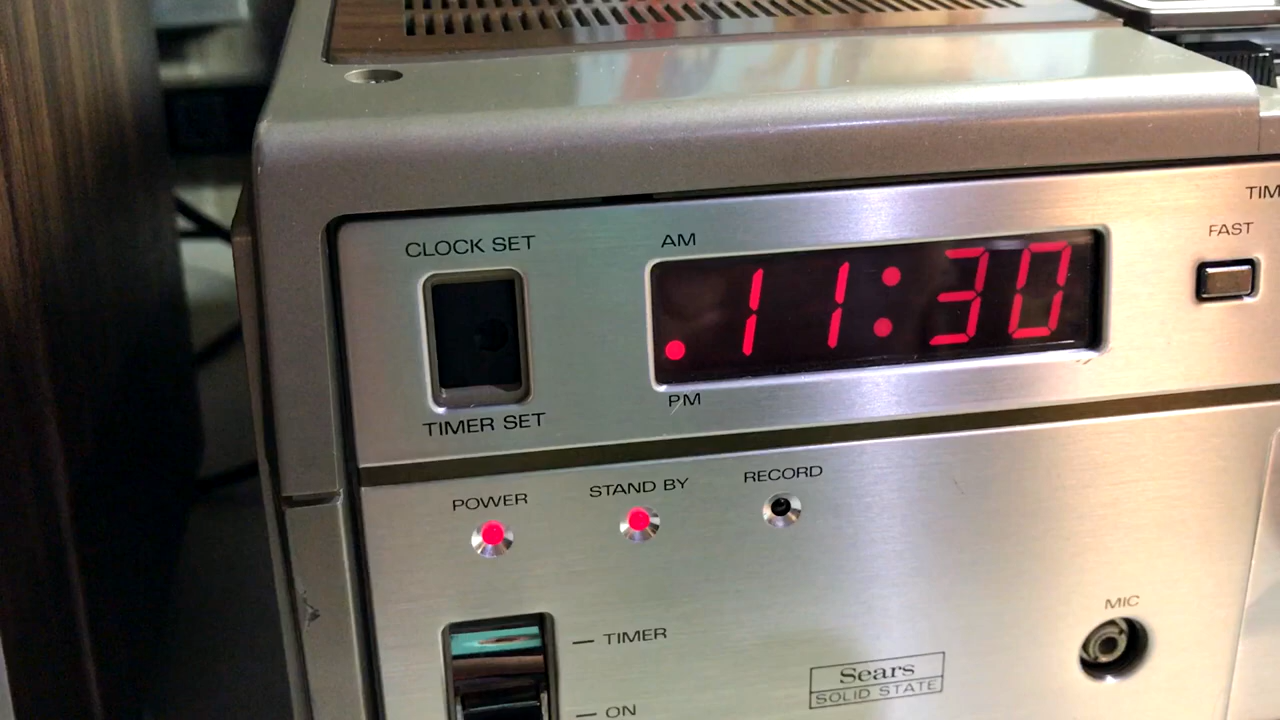 TIM
CLOCK SET
AM
FAST
11:30
PM
TIMER SET
POWER
STAND BY
RECORD
MIC
TIMER
Sears
SOLID STATE
ON